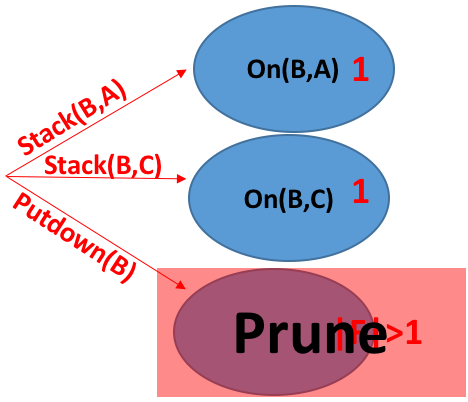 Stack(B,A)
On(B,A) 1
Stack(B,C)
On(B,C) 1
Putdown(B)
Prune
>1